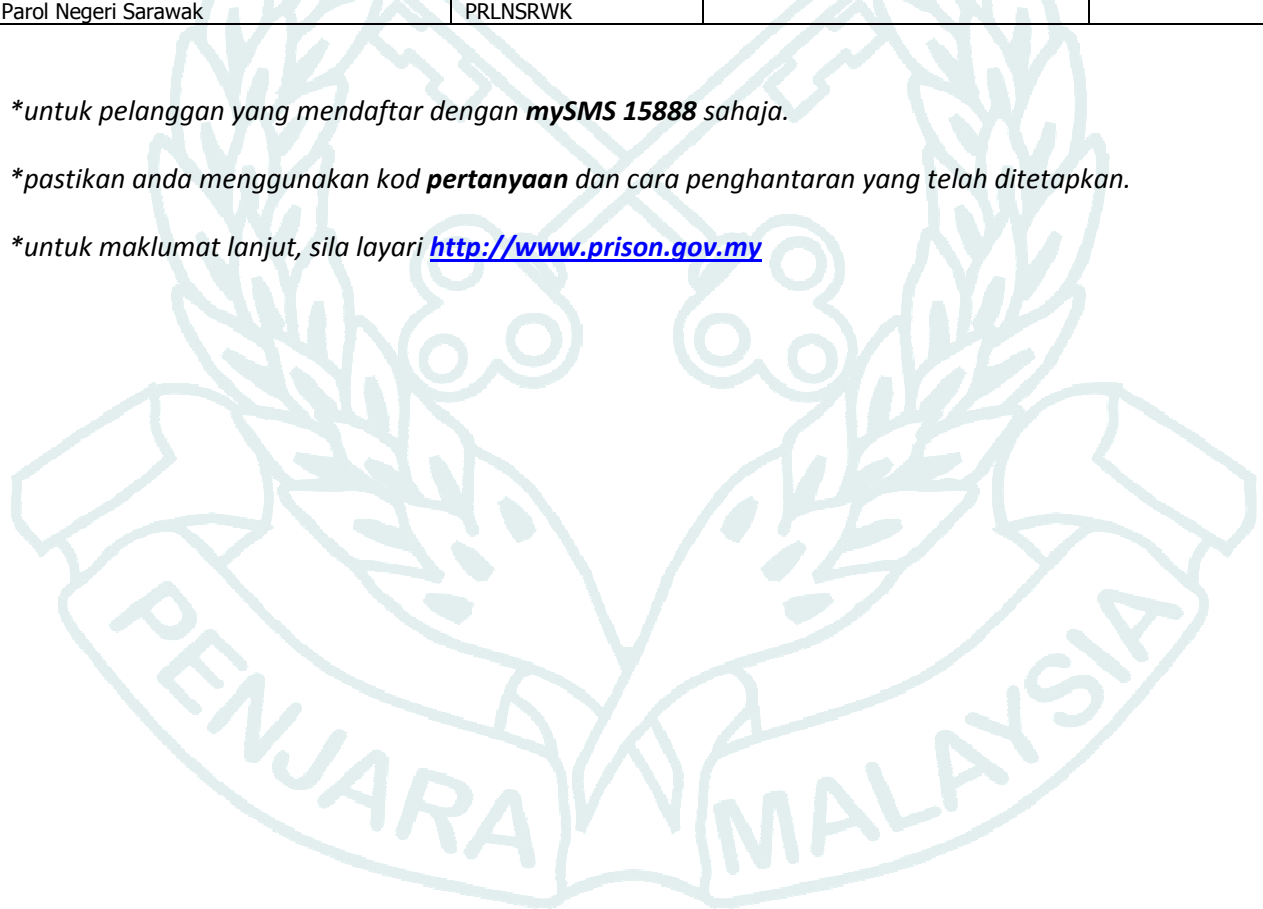 Parol Negeri Sarawak PRLNSRWK
*untuk pelanggan yang mendaftar dengan mySMS 15888 sahaja.
*pastikan anda menggunakan kod pertanyaan dan cara penghantaran yang telah ditetapkan.
*untuk maklumat lanjut, sila layari http://www.prison.gov.my
PENJARA MALAYSIA